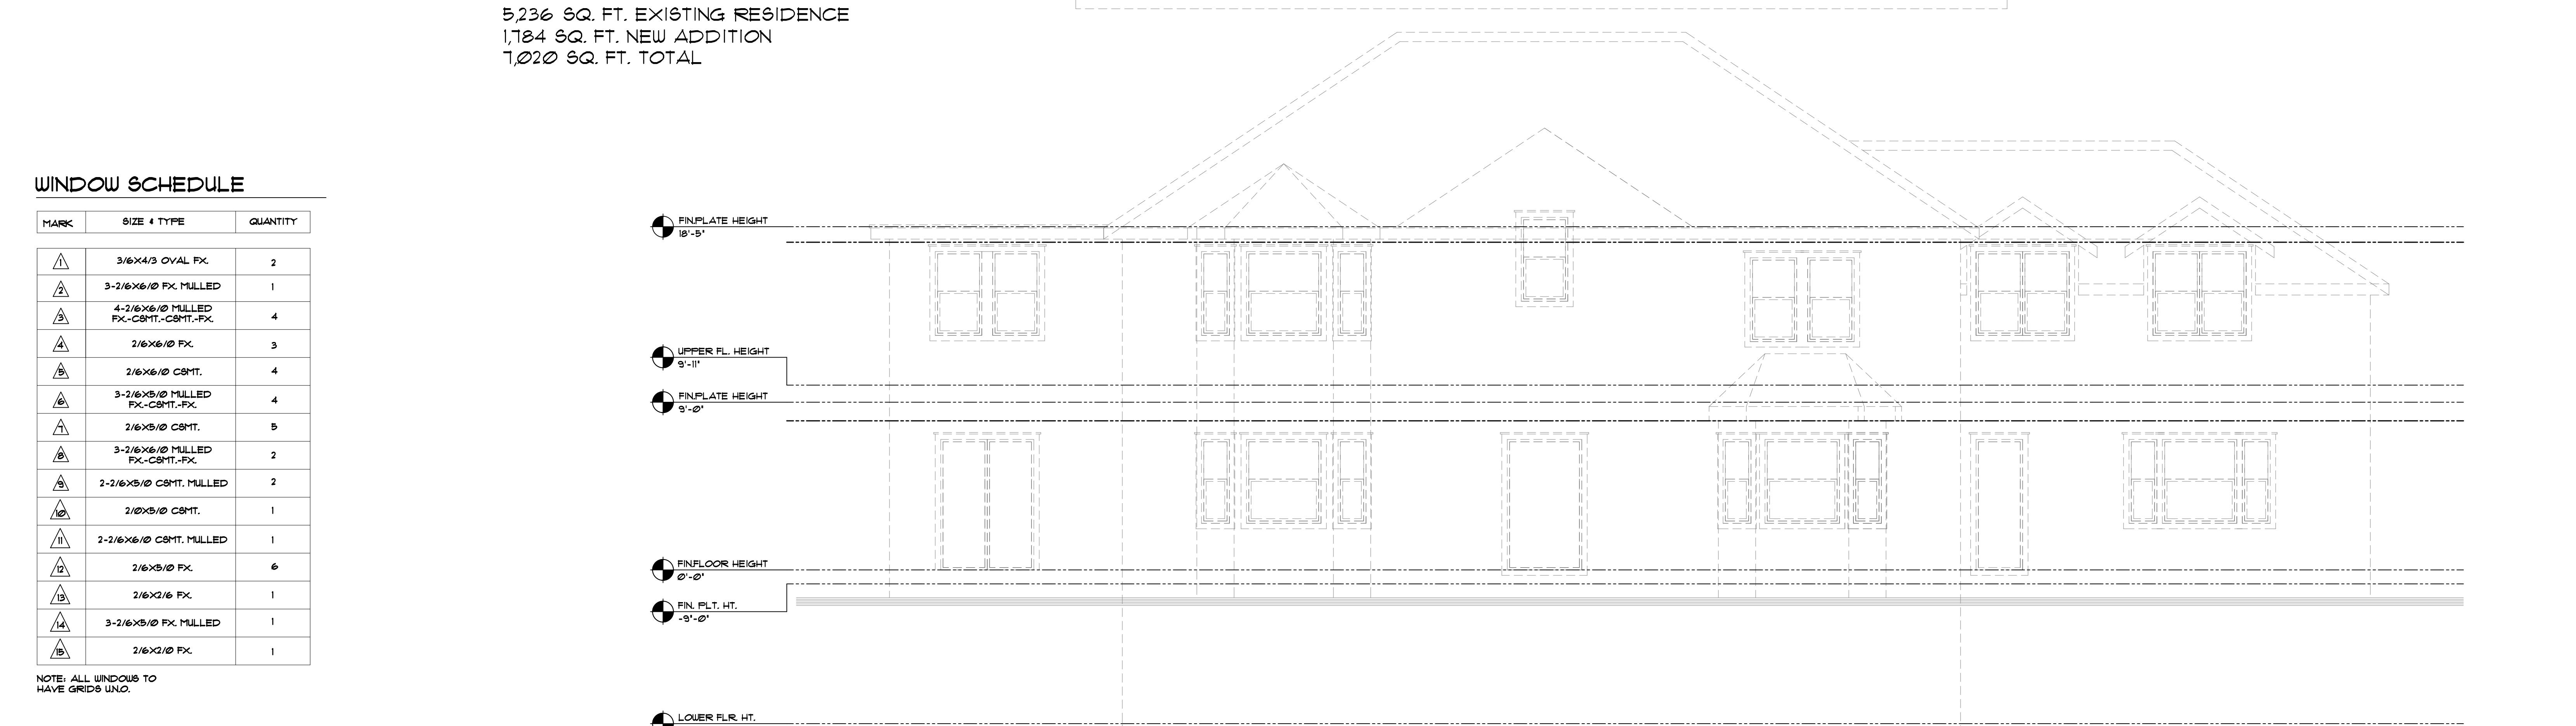 5,236 SQ. FT. EXISTING RESIDENCE
1,784 SQ. FT. NEW ADDITION
7,020 SQ. FT. TOTAL
WINDOW SCHEDULE
MARK SIZE & TYPE QUANTITY
1 3/6X4/3 OVAL FX. 2
2 3-2/6X6/0 FX. MULLED 1
3 4-2/6X6/0 MULLED
FX.-CSMT.-CSMT.-FX. 4
4 2/6X6/0 FX. 3
5 2/6X6/0 CSMT. 4
6 3-2/6X5/0 MULLED
FX.-CSMT.-FX. 4
7 2/6X5/0 CSMT. 5
8 3-2/6X6/0 MULLED
FX.-CSMT.-FX. 2
9 2-2/6X5/0 CSMT. MULLED 2
10 2/0X5/0 CSMT. 1
11 2-2/6X6/0 CSMT. MULLED 1
12 2/6X5/0 FX. 6
13 2/6X2/6 FX. 1
14 3-2/6X5/0 FX. MULLED 1
15 2/6X2/0 FX. 1
NOTE: ALL WINDOWS TO
HAVE GRIDS U.N.O.
FIN.PLATE HEIGHT
18'-5"
UPPER FL. HEIGHT
9'-11"
FIN.PLATE HEIGHT
9'-0"
FIN.FLOOR HEIGHT
0'-0"
FIN. PLT. HT.
-9"-0"
LOWER FLR. HT.